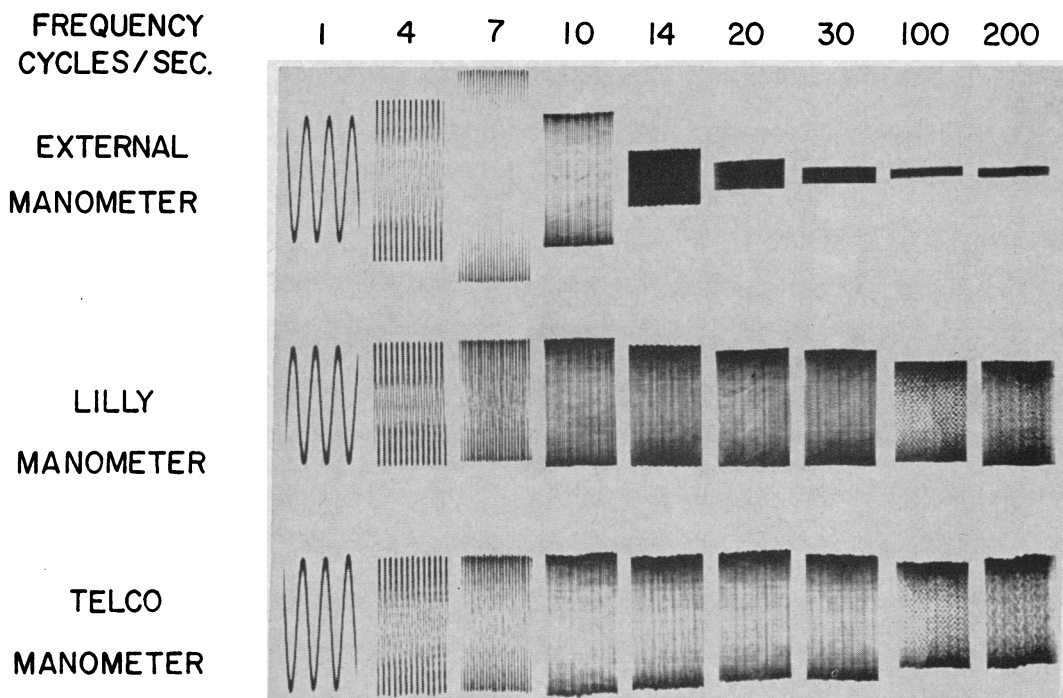 FREQUENCY 1 4 7 10 14 20 30 100 200
CYCLES/SEC.
EXTERNAL
MANOMETER
LILLY
MANOMETER
TELCO
MANOMETER